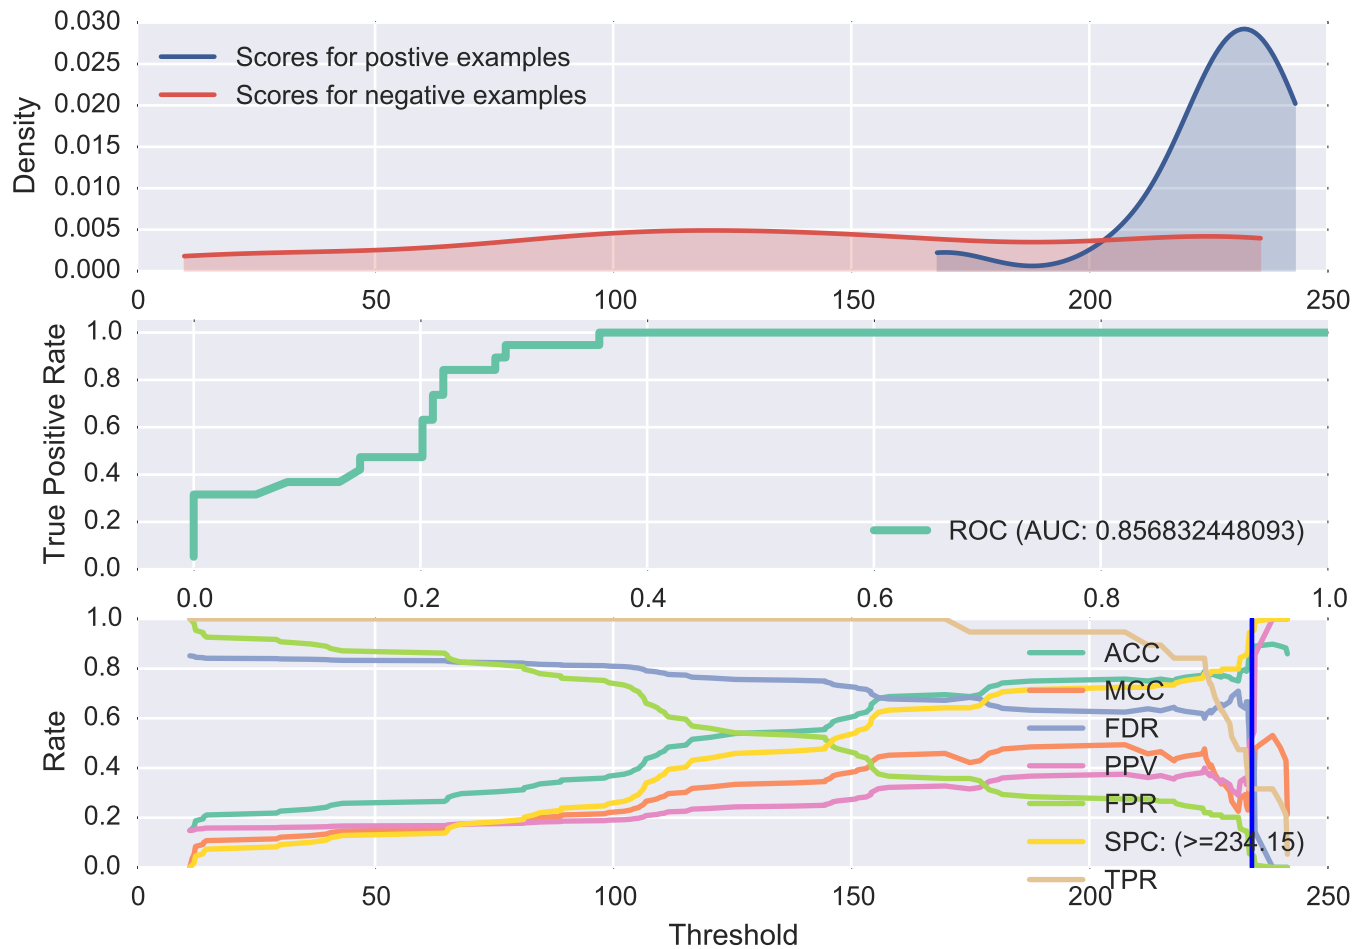 0.030
0.025
0.020
0.015
0.010
0.005
0.000
Density
Scores for postive examples
Scores for negative examples
0 50 100 150 200 250
1.0
0.8
0.6
0.4
0.2
0.0
True Positive Rate
ROC (AUC: 0.856832448093)
0.0 0.2 0.4 0.6 0.8 1.0
1.0
0.8
0.6
0.4
0.2
0.0
Rate
ACC
MCC
FDR
PPV
FPR
SPC: (>=234.15)
TPR
0 50 100 150 200 250
Threshold